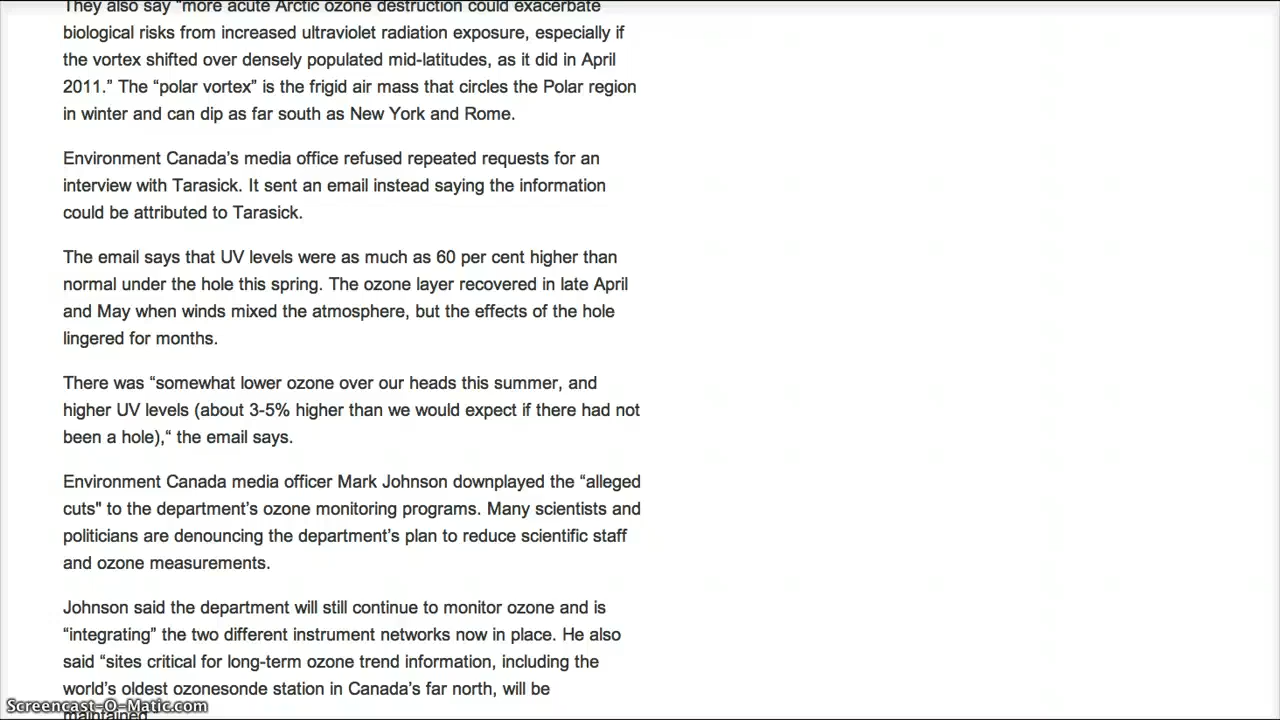 They also say “more acute Arctic ozone destruction could exacerbate
biological risks from increased ultraviolet radiation exposure, especially if
the vortex shifted over densely populated mid-latitudes, as it did in April
2011.” The “polar vortex” is the frigid air mass that circles the Polar region
in winter and can dip as far south as New York and Rome.
Environment Canada’s media office refused repeated requests for an
interview with Tarasick. It sent an email instead saying the information
could be attributed to Tarasick.
The email says that UV levels were as much as 60 per cent higher than
normal under the hole this spring. The ozone layer recovered in late April
and May when winds mixed the atmosphere, but the effects of the hole
lingered for months.
There was “somewhat lower ozone over our heads this summer, and
higher UV levels (about 3-5% higher than we would expect if there had not
been a hole),“ the email says.
Environment Canada media officer Mark Johnson downplayed the “alleged
cuts" to the department’s ozone monitoring programs. Many scientists and
politicians are denouncing the department’s plan to reduce scientific staff
and ozone measurements.
Johnson said the department will still continue to monitor ozone and is
“integrating” the two different instrument networks now in place. He also
said “sites critical for long-term ozone trend information, including the
world’s oldest ozonesonde station in Canada’s far north, will be
maintained
Screencast-O-Matic.com